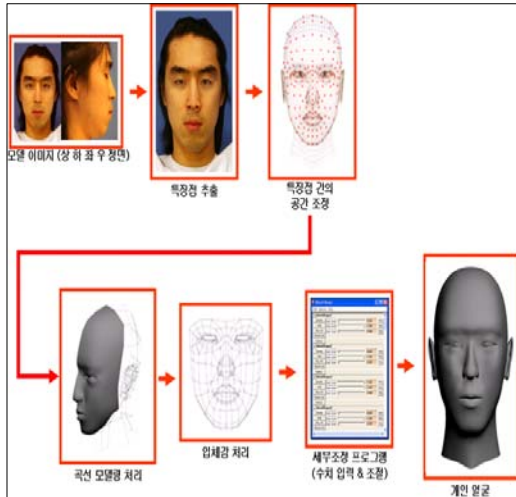 모델 이미지 (상 하 좌 우 정면)
특징점 추출
특징점 간의
공간 조정
곡선 모델링 처리
입체감 처리
세부조정 프로그램
(수치 입력 & 조정)
개인 얼굴